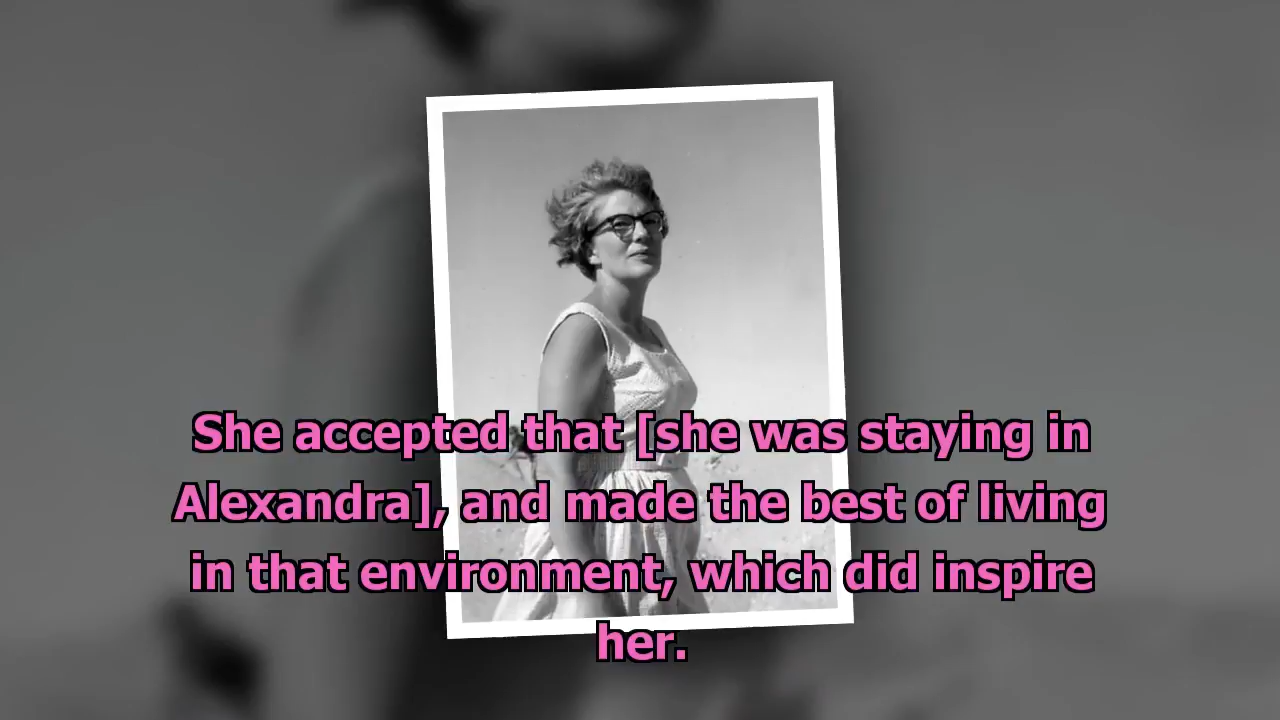 She accepted that [she was staying in
Alexandra], and made the best of living
in that environment, which did inspire
her.